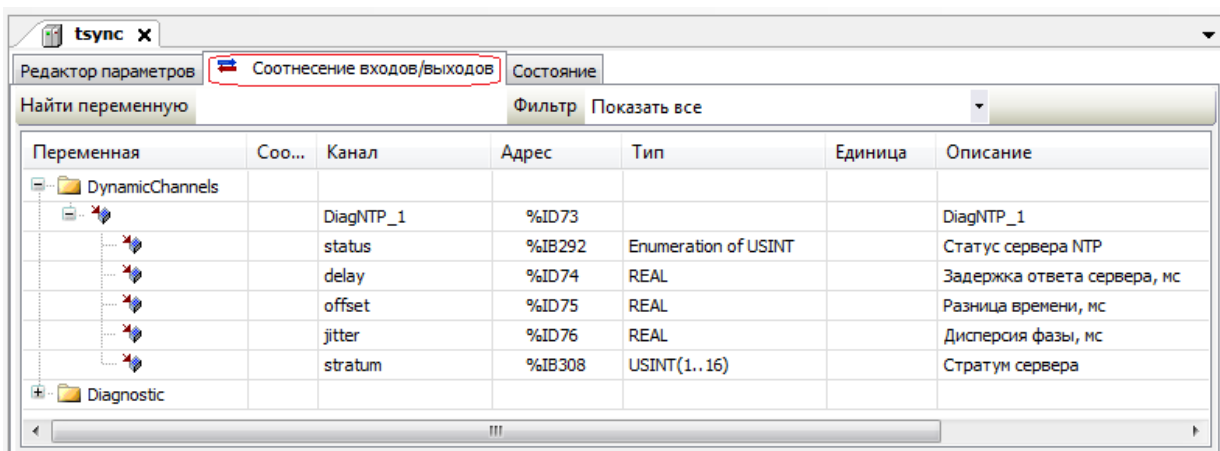 tsync
Редактор параметров Соотнесение входов/выходов Состояние
Найти переменную Фильтр Показать все
Переменная Соо... Канал Адрес Тип Единица Описание
DynamicChannels
DiagNTP_1 %ID73 DiagNTP_1
status %IB292 Enumeration of USINT Статус сервера NTP
delay %ID74 REAL Задержка ответа сервера, мс
offset %ID75 REAL Разница времени, мс
jitter %ID76 REAL Дисперсия фазы, мс
stratum %IB308 USINT(1..16) Стратум сервера
Diagnostic